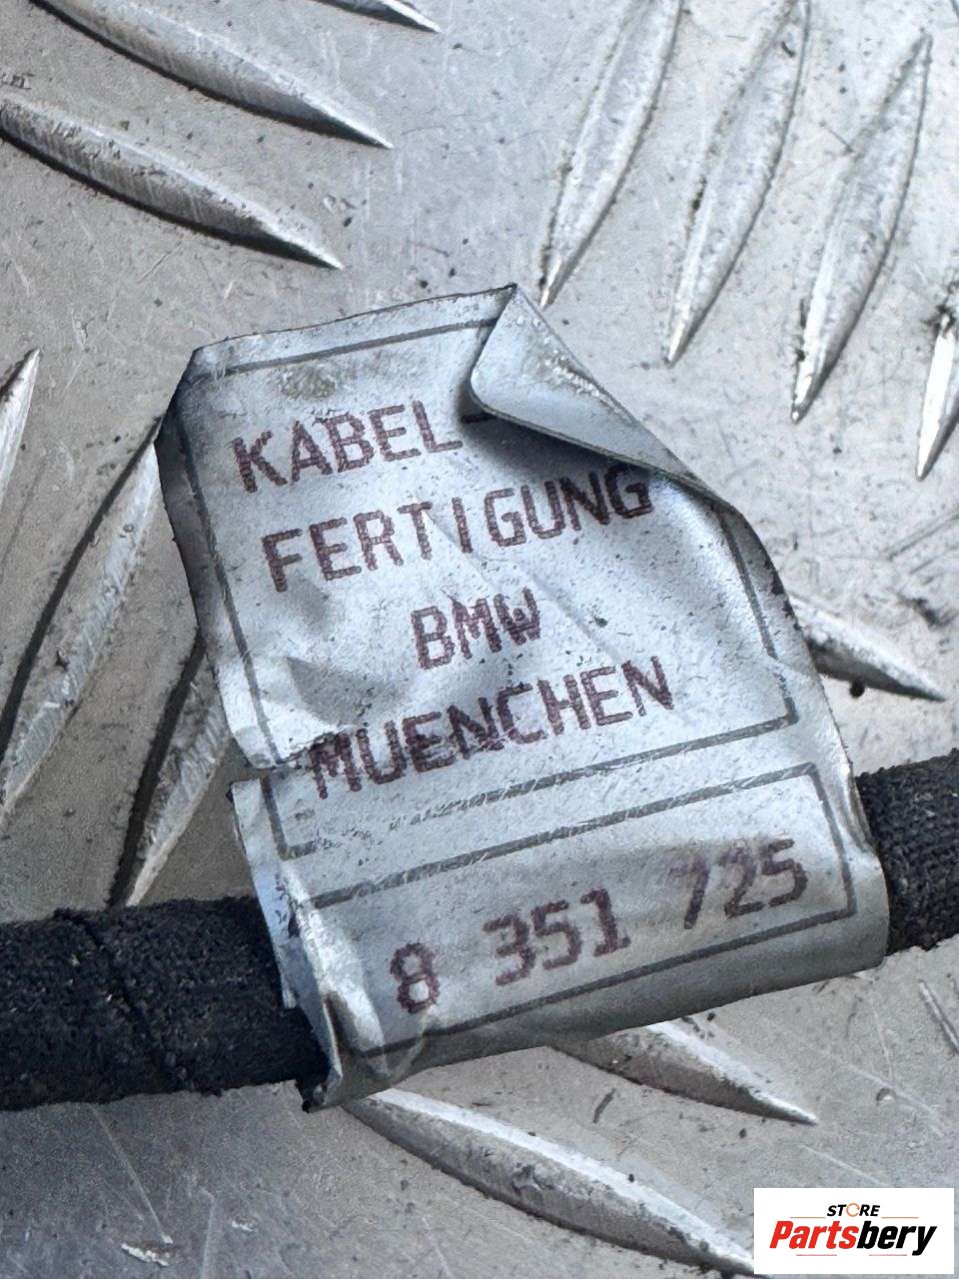 KABEL-
FERTIGUNG
BMW
MUENCHEN
8 351 725
STORE
Partsbery